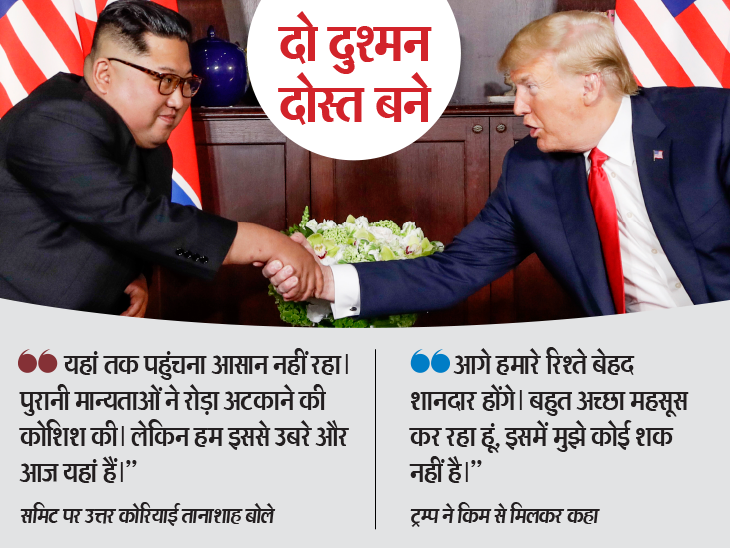 दो दुश्मन
दोस्त बने
“ यहां तक पहुंचना आसान नहीं रहा।
पुरानी मान्यताओं ने रोड़ा अटकाने की
कोशिश की। लेकिन हम इससे उबरे और
आज यहां हैं।”
समिट पर उत्तर कोरियाई तानाशाह बोले
“ आगे हमारे रिश्ते बेहद
शानदार होंगे। बहुत अच्छा महसूस
कर रहा हूं, इसमें मुझे कोई शक
नहीं है।”
ट्रम्प ने किम से मिलकर कहा